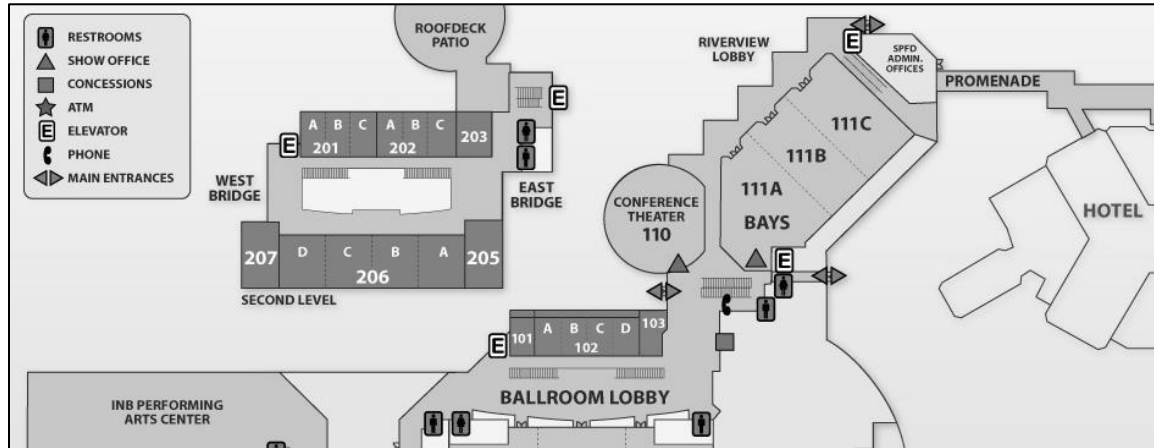 RESTROOMS
SHOW OFFICE
CONCESSIONS
ATM
E ELEVATOR
PHONE
MAIN ENTRANCES
ROOFDECK
PATIO
E
A B C A B C
201 202 203
E
WEST
BRIDGE
EAST
BRIDGE
207
D C B A
206
205
SECOND LEVEL
RIVERVIEW
LOBBY
E
SPFD
ADMIN.
OFFICES
PROMENADE
111C
111B
111A
BAYS
CONFERENCE
THEATER
110
HOTEL
E
101
A B C D
102
103
E
BALLROOM LOBBY
INB PERFORMING
ARTS CENTER